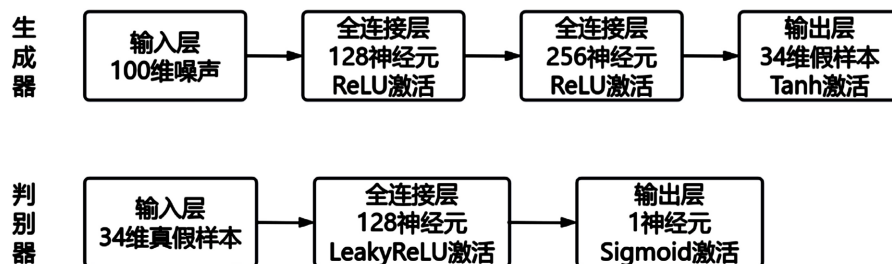 生成器
输入层
100维噪声
全连接层
128神经元
ReLU激活
全连接层
256神经元
ReLU激活
输出层
34维假样本
Tanh激活
判别器
输入层
34维真假样本
全连接层
128神经元
LeakyReLU激活
输出层
1神经元
Sigmoid激活